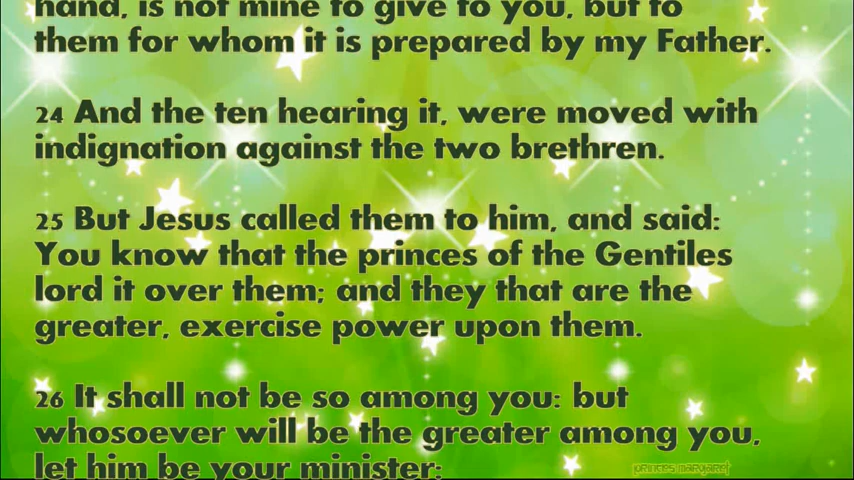 hand, is not mine to give to you, but to
them for whom it is prepared by my Father.
24 And the ten hearing it, were moved with
indignation against the two brethren.
25 But Jesus called them to him, and said:
You know that the princes of the Gentiles
lord it over them; and they that are the
greater, exercise power upon them.
26 It shall not be so among you: but
whosoever will be the greater among you,
let him be your minister: